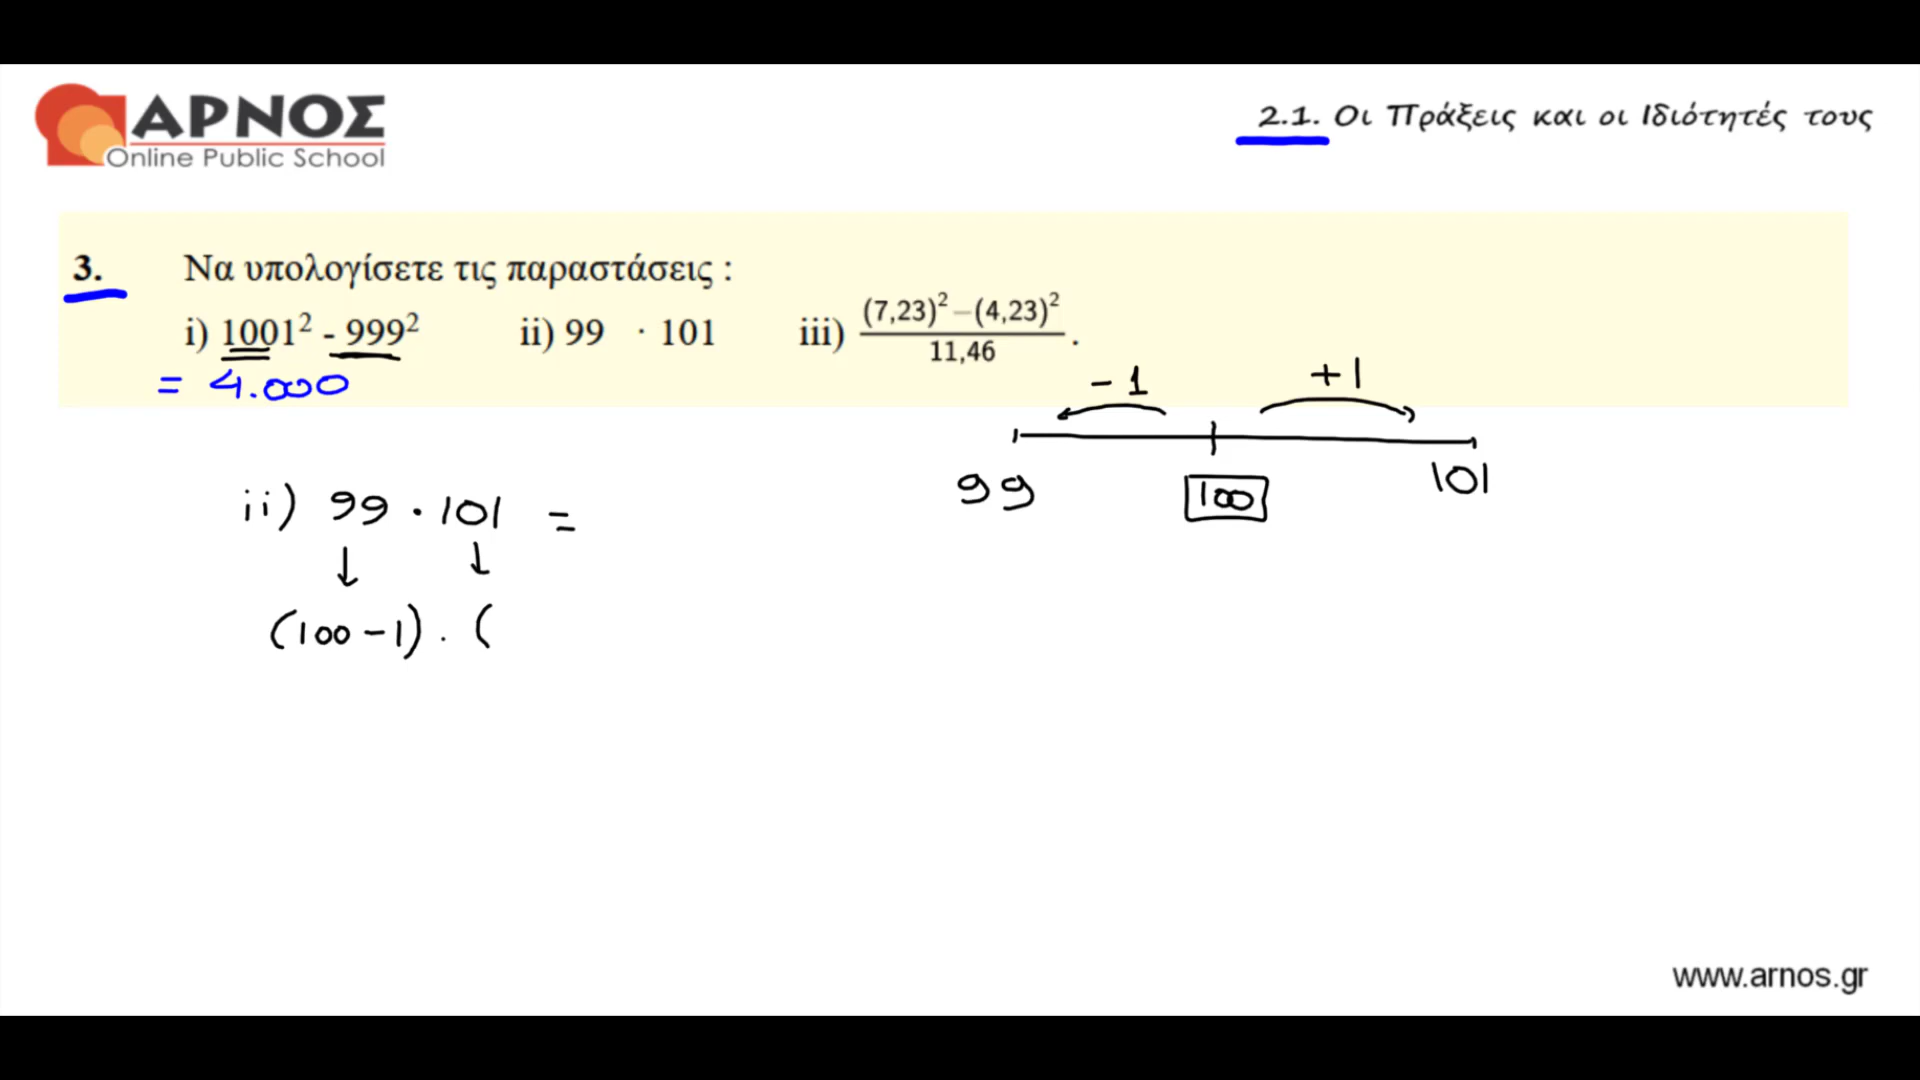 ΑΡΝΟΣ
Online Public School
2.1. Οι Πράξεις και οι Ιδιότητές τους
3. Να υπολογίσετε τις παραστάσεις :
i) 1001² - 999² ii) 99 · 101 iii) (7,23)² – (4,23)² / 11,46 .
= 4.000
-1 +1
99 100 101
ii) 99 · 101 =
↓ ↓
(100 - 1) . (
www.arnos.gr